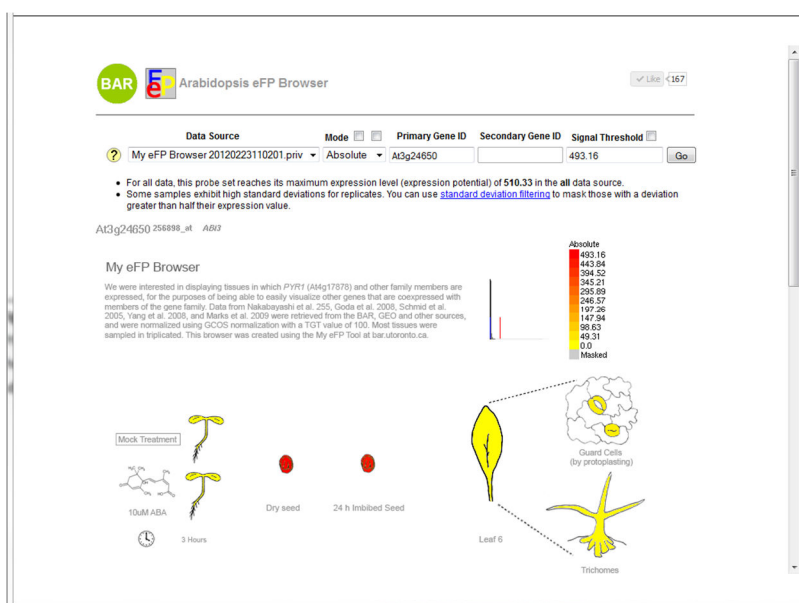 BAR eFP Arabidopsis eFP Browser
Like 167
Data Source Mode Primary Gene ID Secondary Gene ID Signal Threshold
? My eFP Browser 20120223110201.priv Absolute At3g24650 493.16 Go
For all data, this probe set reaches its maximum expression level (expression potential) of 510.33 in the all data source.
Some samples exhibit high standard deviations for replicates. You can use standard deviation filtering to mask those with a deviation
greater than half their expression value.
At3g24650 256898_at ABI3
My eFP Browser
We were interested in displaying tissues in which PYR1 (At4g17878) and other family members are
expressed, for the purposes of being able to easily visualize other genes that are coexpressed with
members of the gene family. Data from Nakabayashi et al. 255, Goda et al. 2008, Schmid et al.
2005, Yang et al. 2008, and Marks et al. 2009 were retrieved from the BAR, GEO and other sources,
and were normalized using GCOS normalization with a TGT value of 100. Most tissues were
sampled in triplicated. This browser was created using the My eFP Tool at bar.utoronto.ca.
Absolute
493.16
443.84
394.52
345.21
295.89
246.57
197.26
147.94
98.63
49.31
0.0
Masked
Mock Treatment
10uM ABA
3 Hours
Dry seed
24 h Imbibed Seed
Leaf 6
Guard Cells
(by protoplasting)
Trichomes